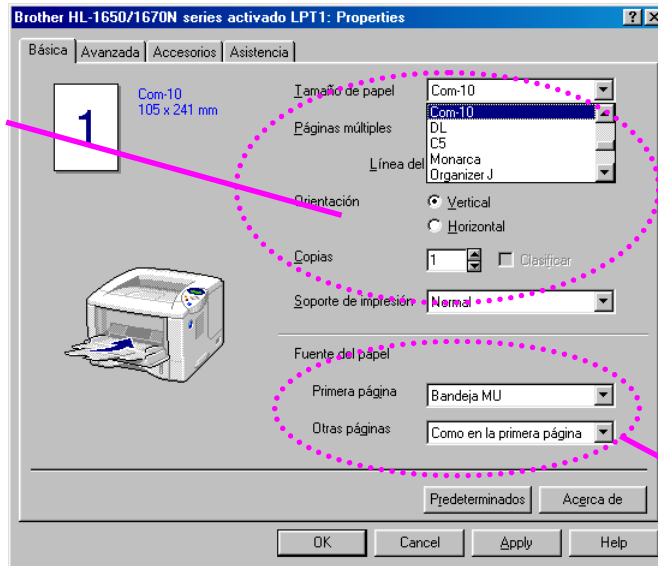 Brother HL-1650/1670N series activado LPT1: Properties
Básica Avanzada Accesorios Asistencia
1
Com-10
105 x 241 mm
Tamaño de papel Com-10
Com-10
Páginas múltiples DL
C5
Línea del Monarca
Organizer J
Orientación Vertical
Horizontal
Copias 1 Clasificar
Soporte de impresión Normal
Fuente del papel
Primera página Bandeja MU
Otras páginas Como en la primera página
Predeterminados Acerca de
OK Cancel Apply Help